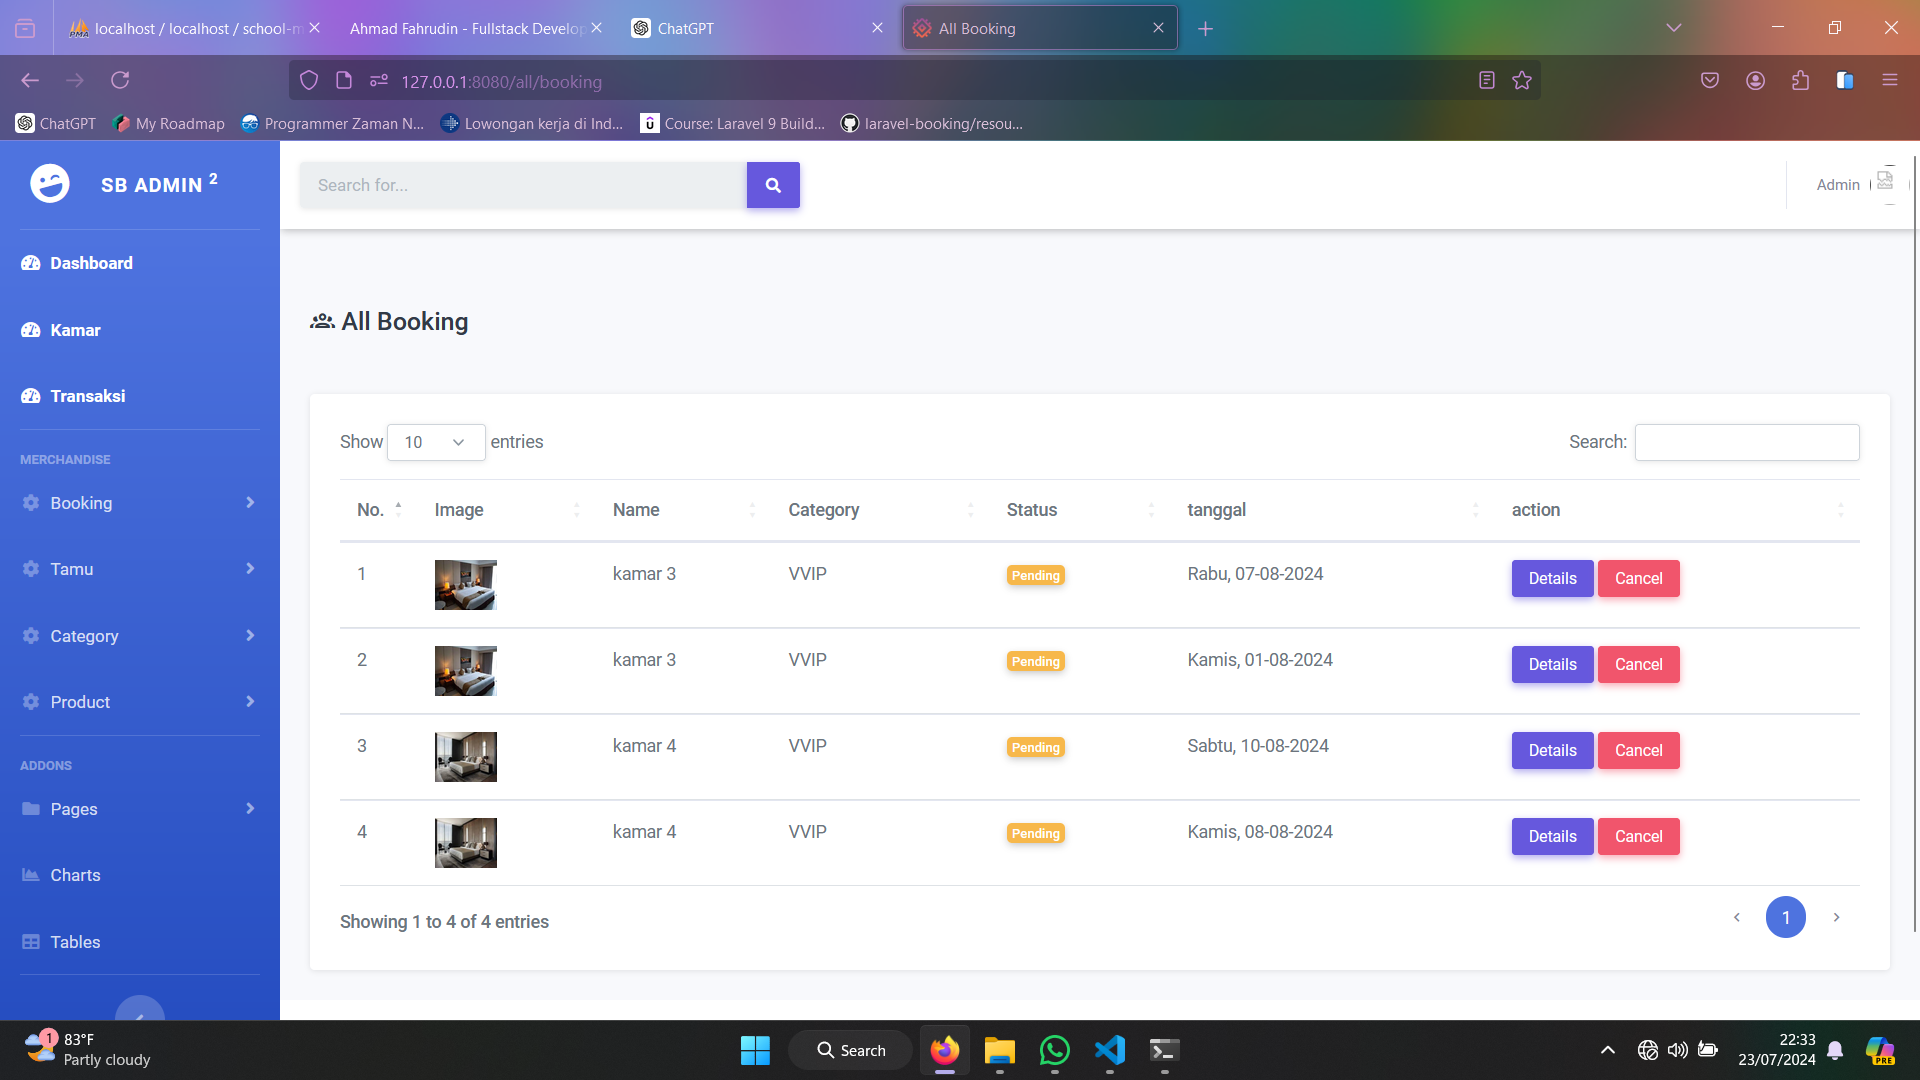 localhost / localhost / school-m
Ahmad Fahrudin - Fullstack Develop
ChatGPT
All Booking
127.0.0.1:8080/all/booking
ChatGPT
My Roadmap
Programmer Zaman N...
Lowongan kerja di Ind...
Course: Laravel 9 Build...
laravel-booking/resou...
SB ADMIN 2
Search for...
Admin
Dashboard
Kamar
Transaksi
MERCHANDISE
Booking
Tamu
Category
Product
ADDONS
Pages
Charts
Tables
All Booking
Show 10 entries
Search:
No. Image Name Category Status tanggal action
1 kamar 3 VVIP Pending Rabu, 07-08-2024 Details Cancel
2 kamar 3 VVIP Pending Kamis, 01-08-2024 Details Cancel
3 kamar 4 VVIP Pending Sabtu, 10-08-2024 Details Cancel
4 kamar 4 VVIP Pending Kamis, 08-08-2024 Details Cancel
Showing 1 to 4 of 4 entries
1
1
83°F
Partly cloudy
Search
22:33
23/07/2024
PRE